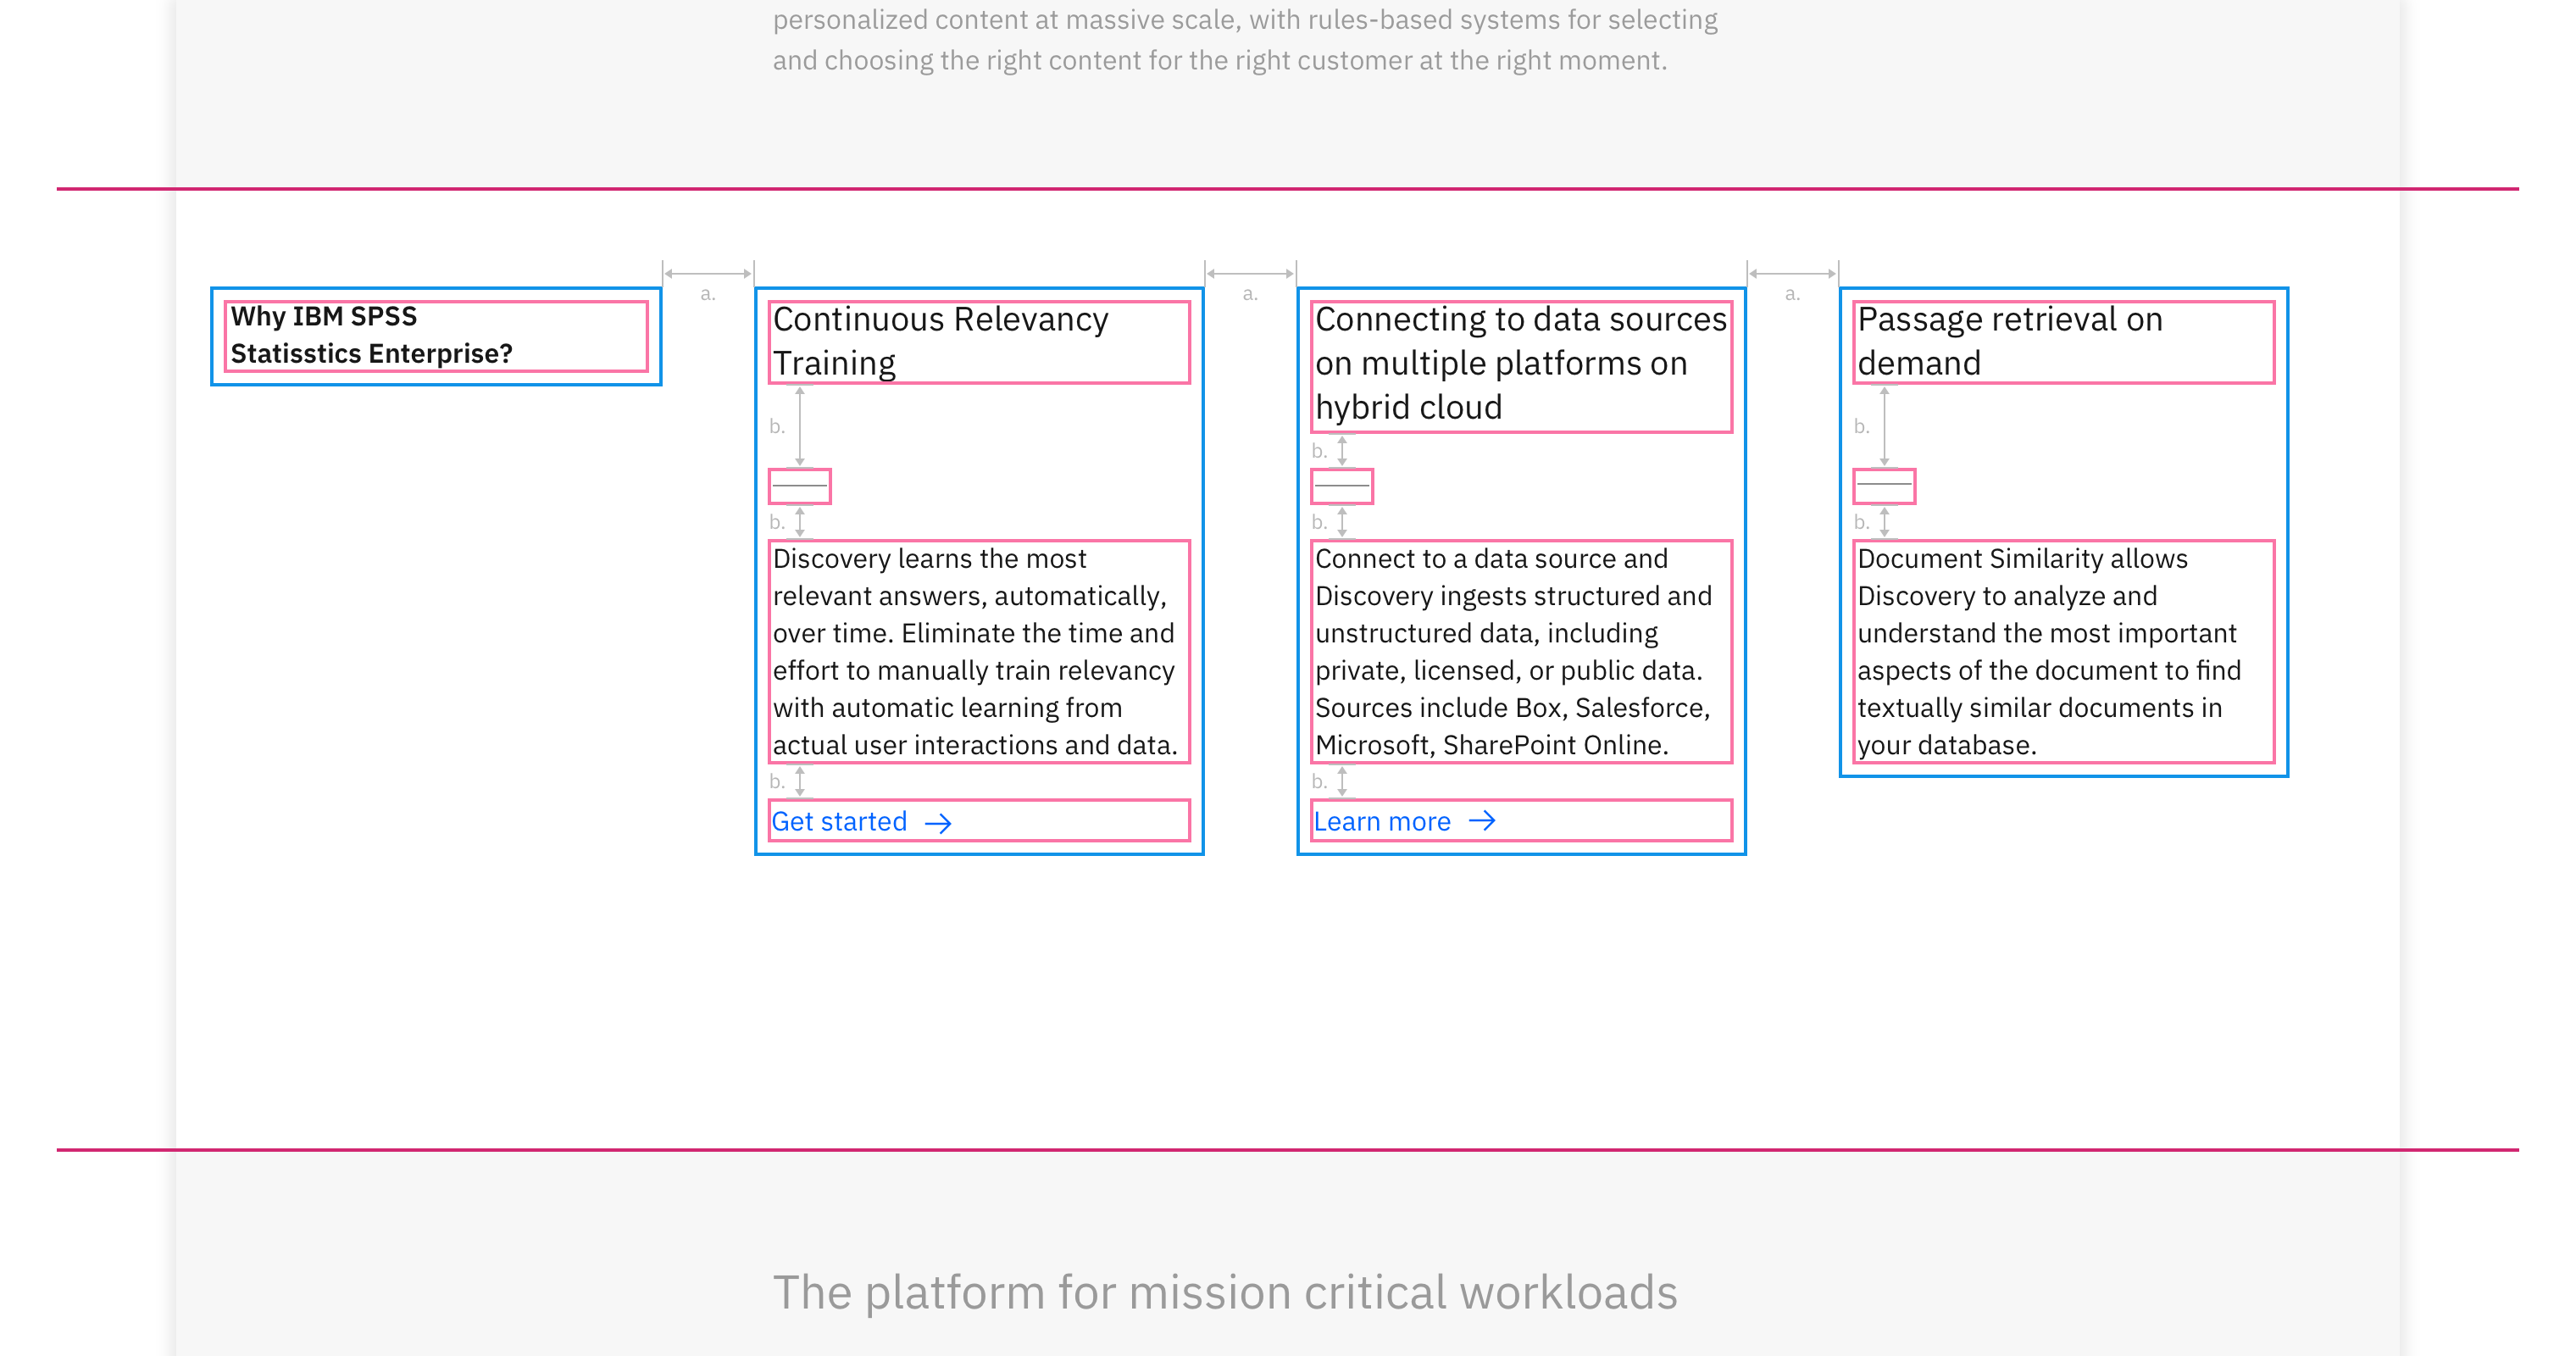 personalized content at massive scale, with rules-based systems for selecting
and choosing the right content for the right customer at the right moment.
a.
a.
a.
Why IBM SPSS
Statisstics Enterprise?
Continuous Relevancy
Training
b.
b.
Discovery learns the most
relevant answers, automatically,
over time. Eliminate the time and
effort to manually train relevancy
with automatic learning from
actual user interactions and data.
b.
Get started →
Connecting to data sources
on multiple platforms on
hybrid cloud
b.
b.
Connect to a data source and
Discovery ingests structured and
unstructured data, including
private, licensed, or public data.
Sources include Box, Salesforce,
Microsoft, SharePoint Online.
b.
Learn more →
Passage retrieval on
demand
b.
b.
Document Similarity allows
Discovery to analyze and
understand the most important
aspects of the document to find
textually similar documents in
your database.
The platform for mission critical workloads